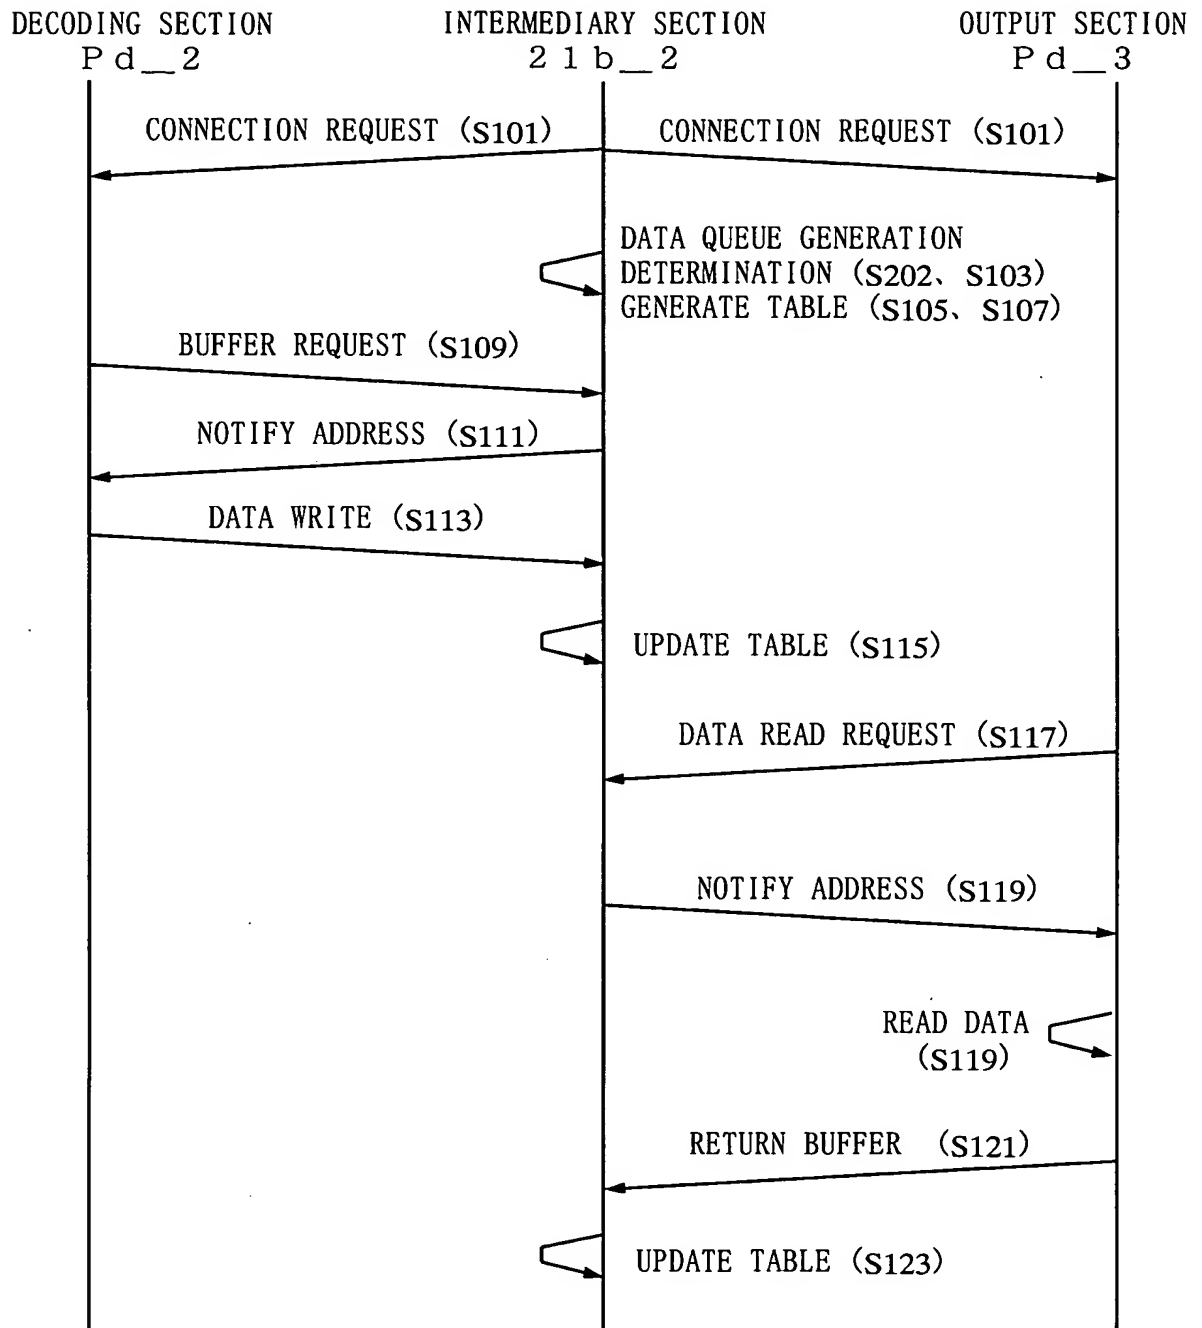 DECODING SECTION
Pd_2
INTERMEDIARY SECTION
21b_2
OUTPUT SECTION
Pd_3
CONNECTION REQUEST (S101)
CONNECTION REQUEST (S101)
DATA QUEUE GENERATION
DETERMINATION (S202、S103)
GENERATE TABLE (S105、S107)
BUFFER REQUEST (S109)
NOTIFY ADDRESS (S111)
DATA WRITE (S113)
UPDATE TABLE (S115)
DATA READ REQUEST (S117)
NOTIFY ADDRESS (S119)
READ DATA
(S119)
RETURN BUFFER (S121)
UPDATE TABLE (S123)